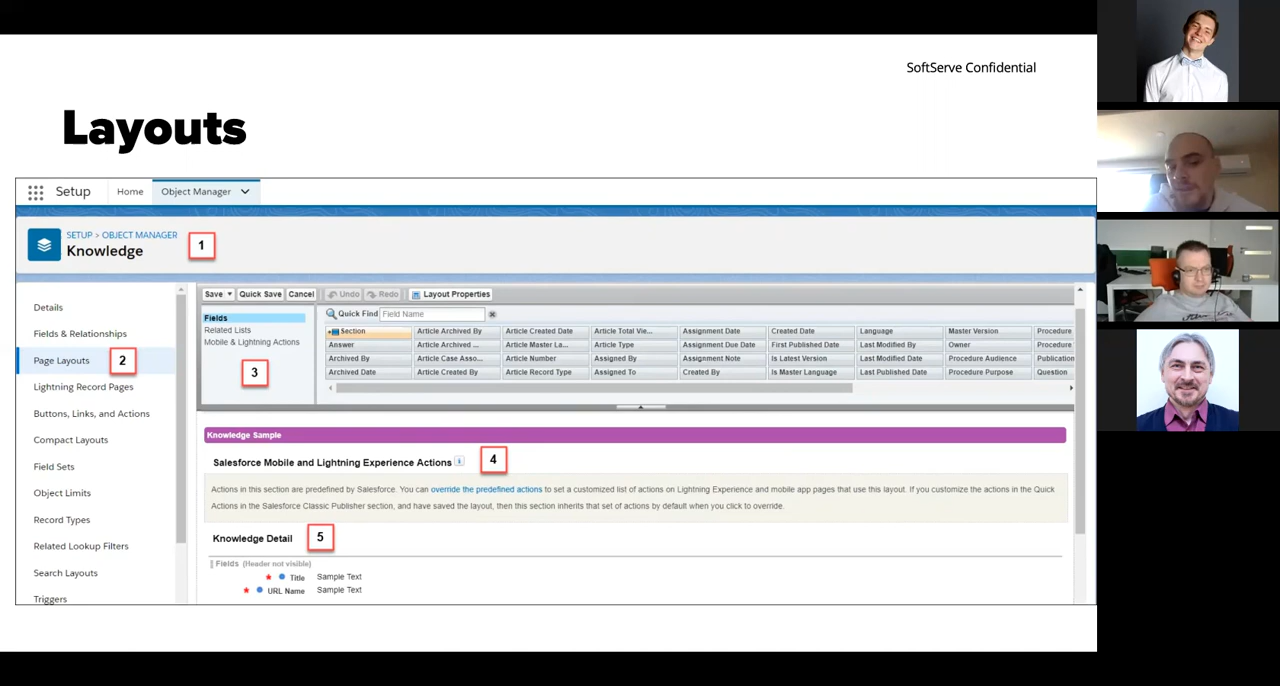 SoftServe Confidential
Layouts
Setup Home Object Manager
SETUP > OBJECT MANAGER
Knowledge
1
Details
Fields & Relationships
Page Layouts
2
Lightning Record Pages
Buttons, Links, and Actions
Compact Layouts
Field Sets
Object Limits
Record Types
Related Lookup Filters
Search Layouts
Triggers
Save Quick Save Cancel Undo Redo Layout Properties
Fields
Related Lists
Mobile & Lightning Actions
3
Quick Find Field Name
Section Article Archived By Article Created Date Article Total Vie... Assignment Date Created Date Language Master Version Procedure
Answer Article Archived ... Article Master La... Article Type Assignment Due Date First Published Date Last Modified By Owner Procedure
Archived By Article Case Asso... Article Number Assigned By Assignment Note Is Latest Version Last Modified Date Procedure Audience Publication
Archived Date Article Created By Article Record Type Assigned To Created By Is Master Language Last Published Date Procedure Purpose Question
Knowledge Sample
Salesforce Mobile and Lightning Experience Actions i
4
Actions in this section are predefined by Salesforce. You can override the predefined actions to set a customized list of actions on Lightning Experience and mobile app pages that use this layout. If you customize the actions in the Quick
Actions in the Salesforce Classic Publisher section, and have saved the layout, then this section inherits that set of actions by default when you click to override.
Knowledge Detail
5
Fields (Header not visible)
* Title Sample Text
* URL Name Sample Text